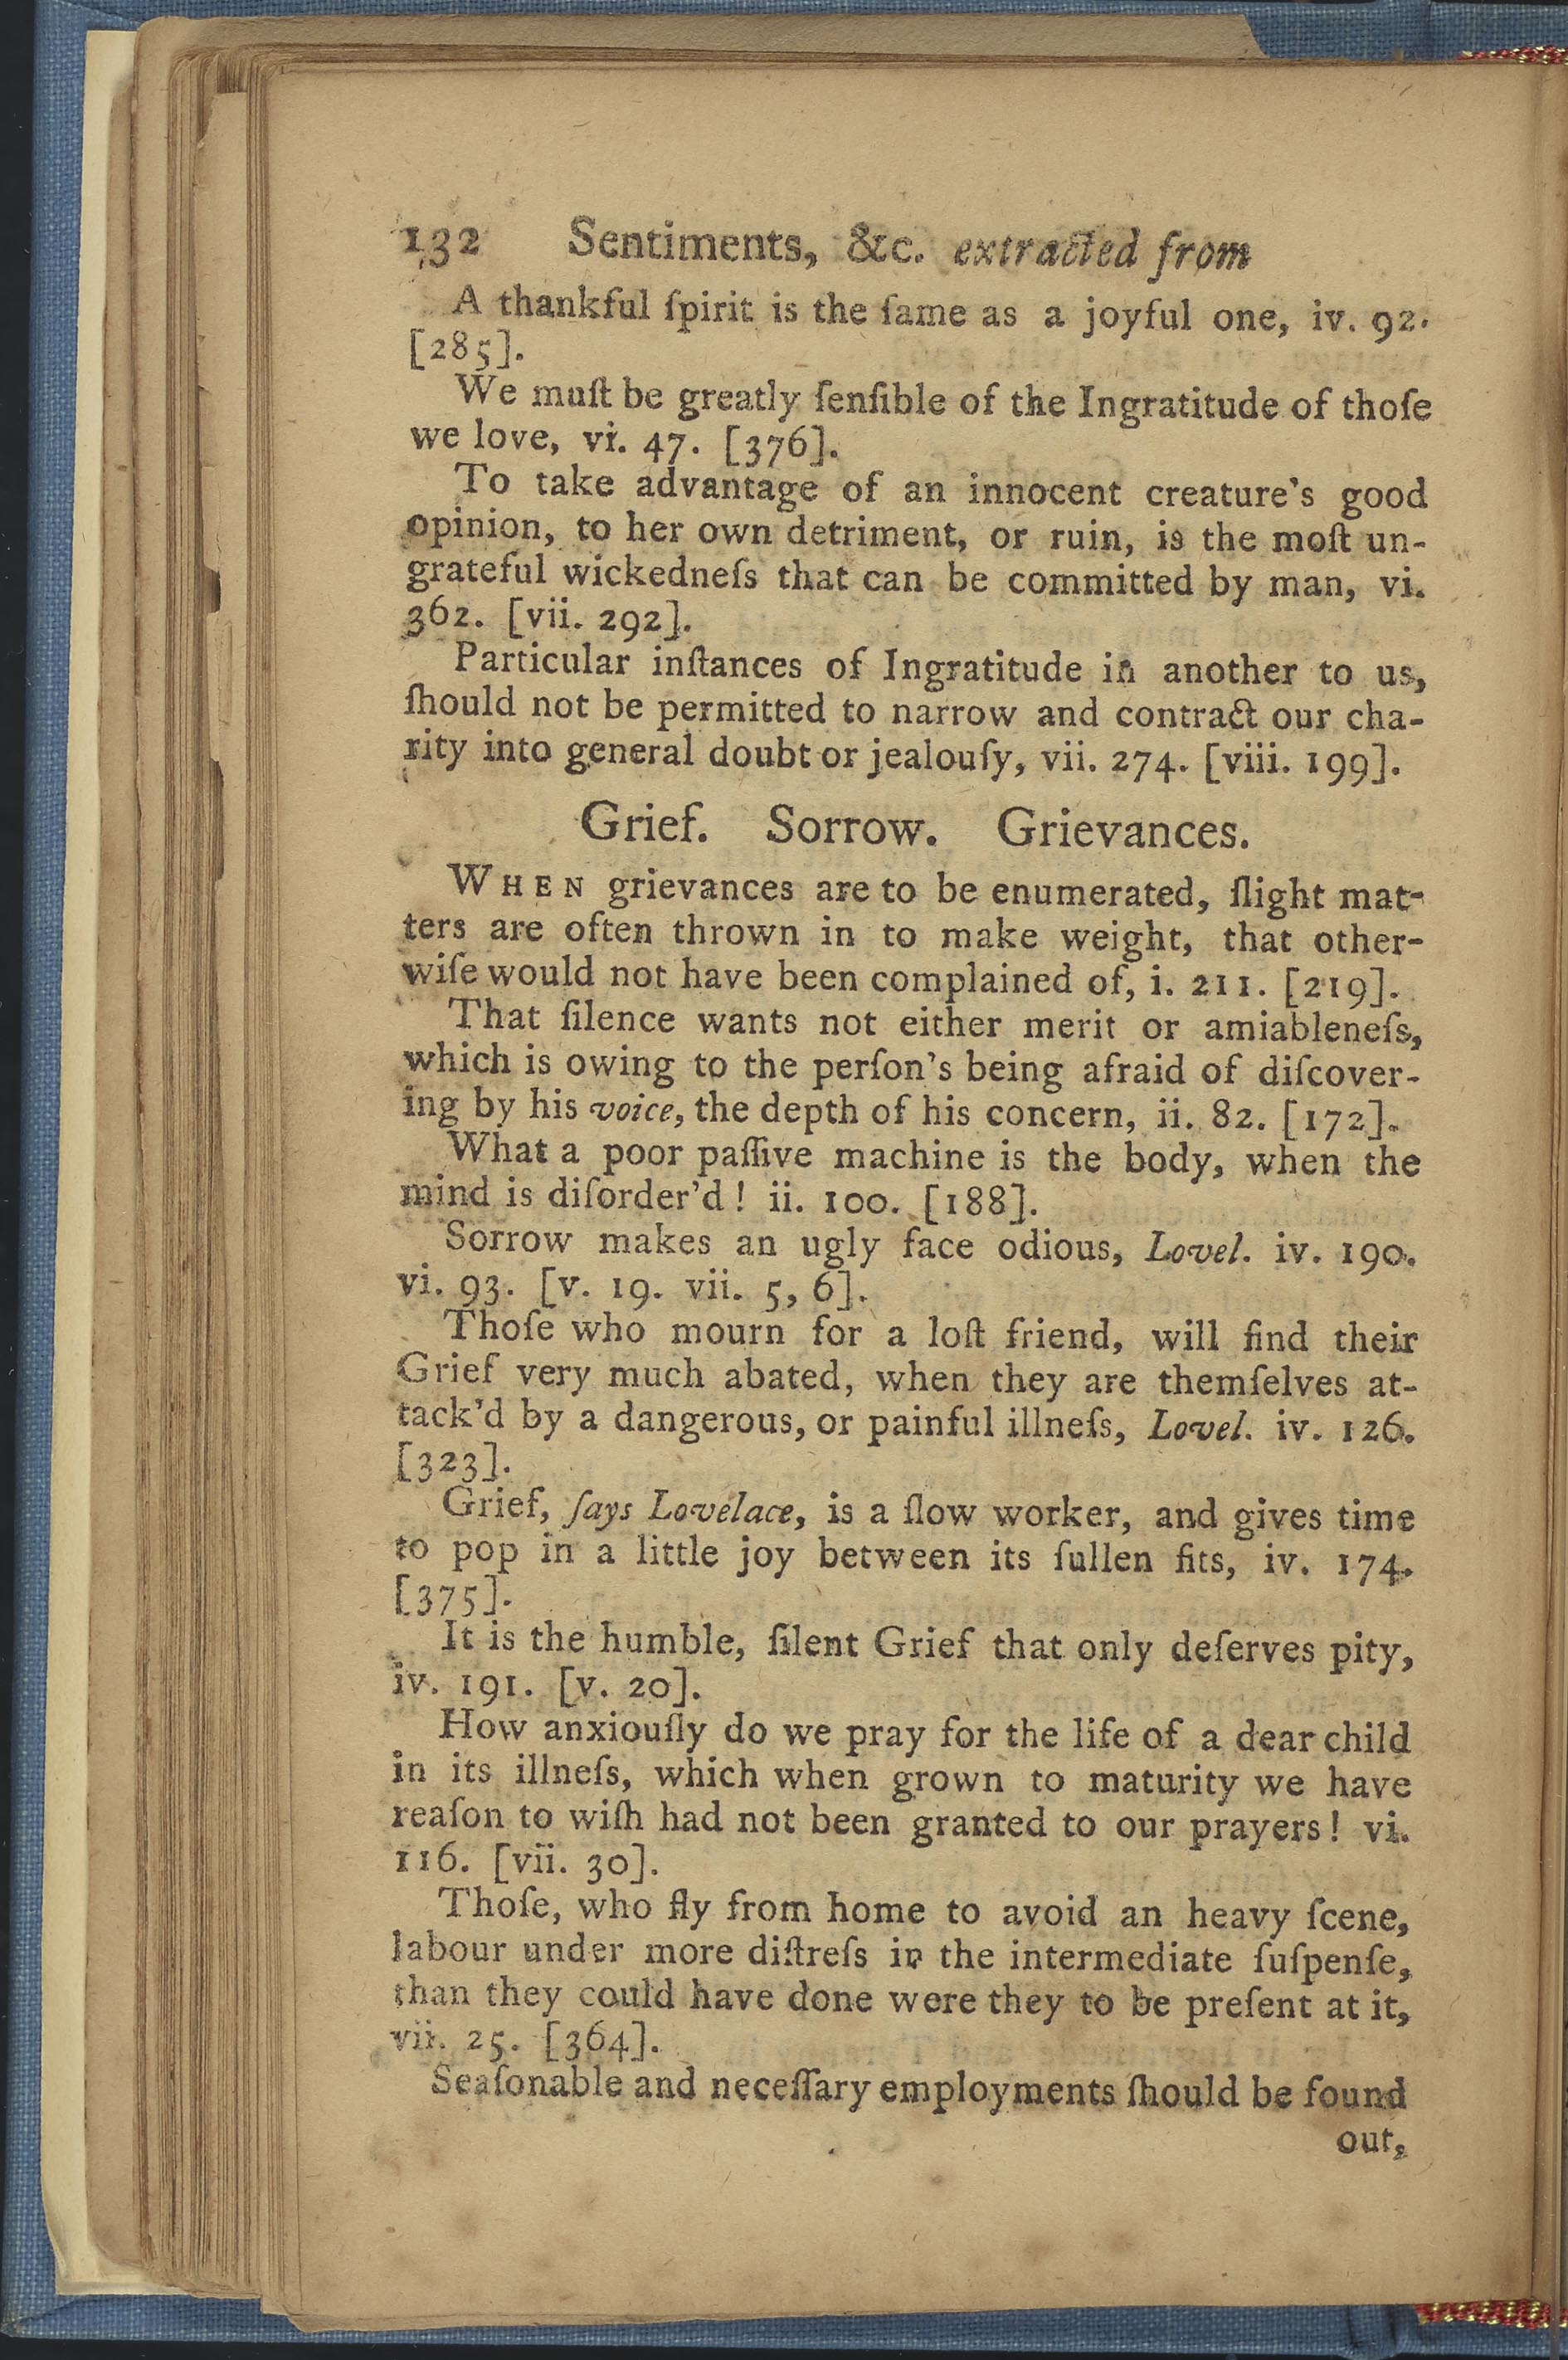 132 Sentiments, &c. extracted from
A thankful ſpirit is the ſame as a joyful one, iv. 92.
[285].
We muſt be greatly ſenſible of the Ingratitude of thoſe
we love, vi. 47. [376].
To take advantage of an innocent creature's good
opinion, to her own detriment, or ruin, is the moſt un-
grateful wickedneſs that can be committed by man, vi.
362. [vii. 292].
Particular inſtances of Ingratitude in another to us,
ſhould not be permitted to narrow and contract our cha-
rity into general doubt or jealouſy, vii. 274. [viii. 199].
Grief. Sorrow. Grievances.
WHEN grievances are to be enumerated, ſlight mat-
ters are often thrown in to make weight, that other-
wiſe would not have been complained of, i. 211. [219].
That ſilence wants not either merit or amiableneſs,
which is owing to the perſon's being afraid of diſcover-
ing by his voice, the depth of his concern, ii. 82. [172].
What a poor paſſive machine is the body, when the
mind is diſorder'd! ii. 100. [188].
Sorrow makes an ugly face odious, Lovel. iv. 190.
vi. 93. [v. 19. vii. 5, 6].
Thoſe who mourn for a loſt friend, will find their
Grief very much abated, when they are themſelves at-
tack'd by a dangerous, or painful illneſs, Lovel. iv. 126.
[323].
Grief, ſays Lovelace, is a ſlow worker, and gives time
to pop in a little joy between its ſullen fits, iv. 174.
[375].
It is the humble, ſilent Grief that only deſerves pity,
iv. 191. [v. 20].
How anxiouſly do we pray for the life of a dear child
in its illneſs, which when grown to maturity we have
reaſon to wiſh had not been granted to our prayers! vi.
116. [vii. 30].
Thoſe, who fly from home to avoid an heavy ſcene,
labour under more diſtreſs in the intermediate ſuſpenſe,
than they could have done were they to be preſent at it,
vii. 25. [364].
Seaſonable and neceſſary employments ſhould be found
out,